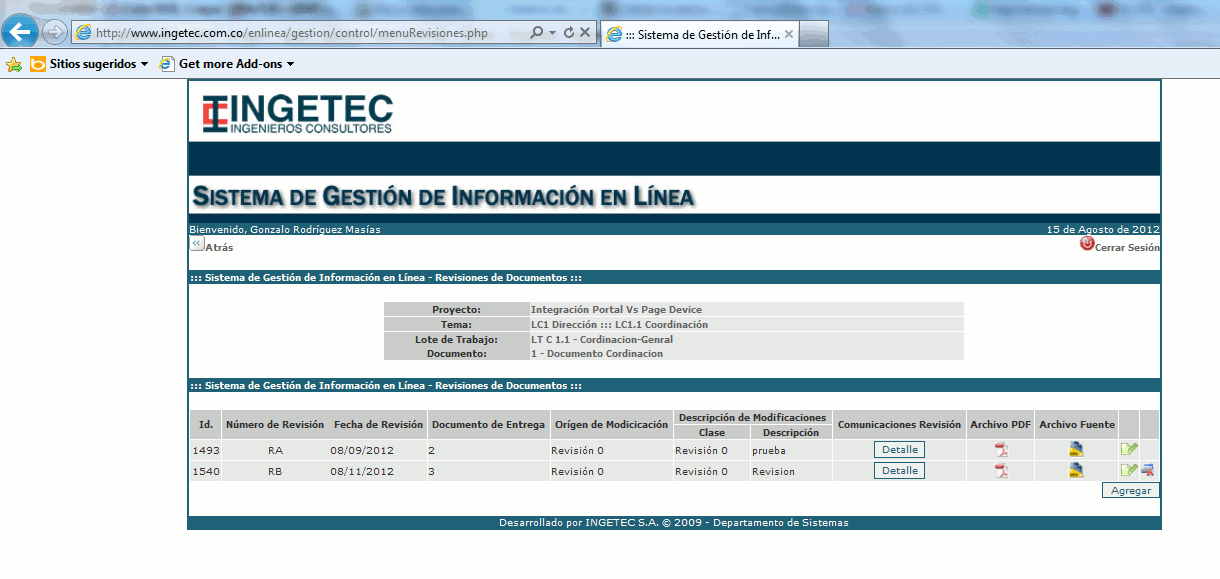 http://www.ingetec.com.co/enlinea/gestion/control/menuRevisiones.php
::: Sistema de Gestión de Inf...
Sitios sugeridos
Get more Add-ons
INGETEC
INGENIEROS CONSULTORES
SISTEMA DE GESTIÓN DE INFORMACIÓN EN LÍNEA
Bienvenido, Gonzalo Rodríguez Masías 15 de Agosto de 2012
Atrás Cerrar Sesión
::: Sistema de Gestión de Información en Línea - Revisiones de Documentos :::
Proyecto: Integración Portal Vs Page Device
Tema: LC1 Dirección ::: LC1.1 Coordinación
Lote de Trabajo: LT C 1.1 - Cordinacion-Genral
Documento: 1 - Documento Cordinacion
::: Sistema de Gestión de Información en Línea - Revisiones de Documentos :::
Id. Número de Revisión Fecha de Revisión Documento de Entrega Orígen de Modicicación Descripción de Modificaciones Comunicaciones Revisión Archivo PDF Archivo Fuente
Clase Descripción
1493 RA 08/09/2012 2 Revisión 0 Revisión 0 prueba Detalle
1540 RB 08/11/2012 3 Revisión 0 Revisión 0 Revision Detalle
Agregar
Desarrollado por INGETEC S.A. © 2009 - Departamento de Sistemas